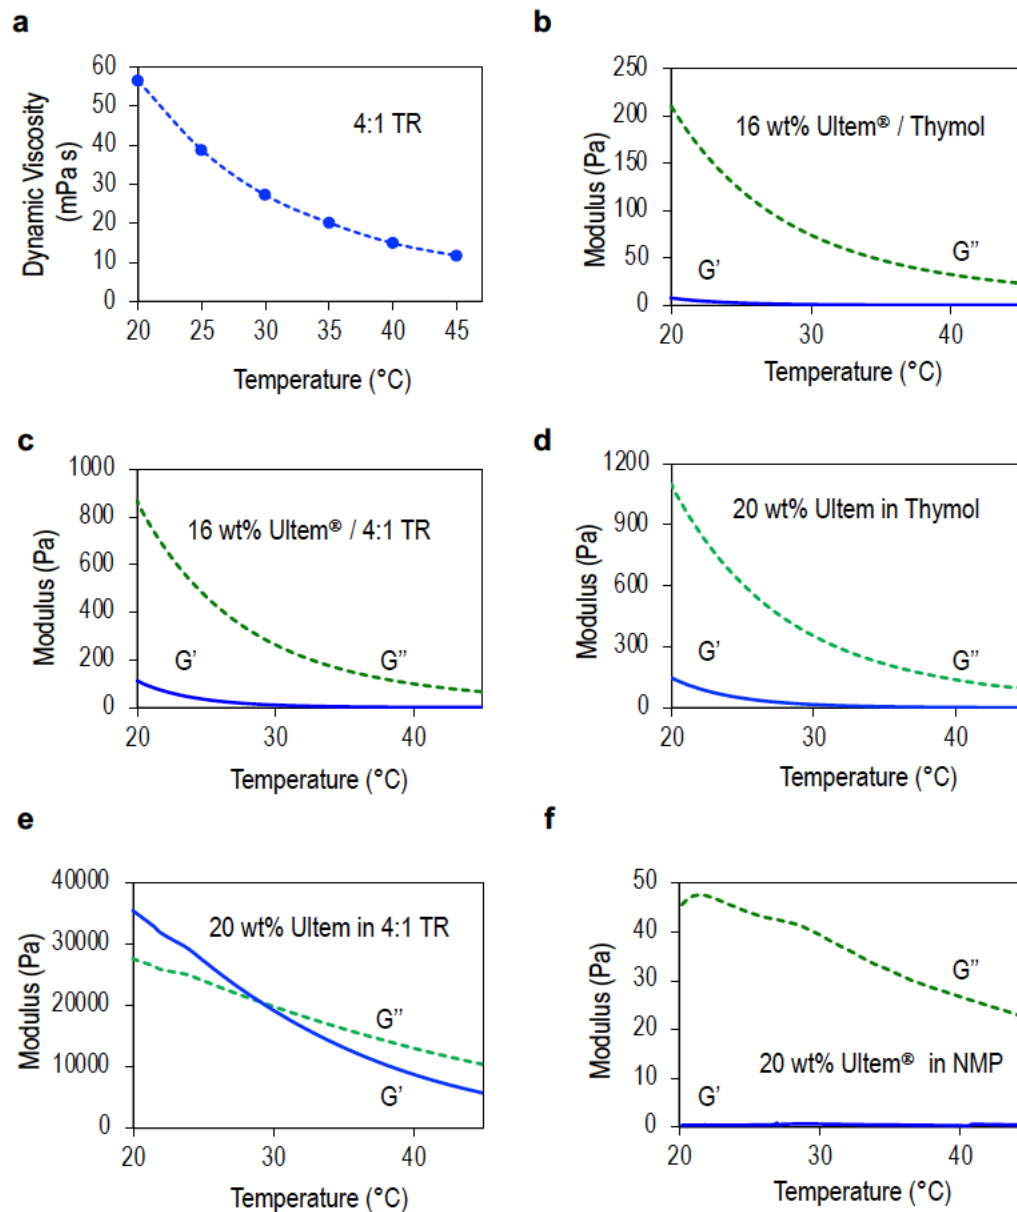 a
60
50
40
30
20
10
0
Dynamic Viscosity
(mPa s)
4:1 TR
20 25 30 35 40 45
Temperature (°C)
b
250
200
150
100
50
0
Modulus (Pa)
16 wt% Ultem® / Thymol
G'
G''
20 30 40
Temperature (°C)
c
1000
800
600
400
200
0
Modulus (Pa)
16 wt% Ultem® / 4:1 TR
G'
G''
20 30 40
Temperature (°C)
d
1200
900
600
300
0
Modulus (Pa)
20 wt% Ultem in Thymol
G'
G''
20 30 40
Temperature (°C)
e
40000
30000
20000
10000
0
Modulus (Pa)
20 wt% Ultem in 4:1 TR
G''
G'
20 30 40
Temperature (°C)
f
50
40
30
20
10
0
Modulus (Pa)
G''
20 wt% Ultem® in NMP
G'
20 30 40
Temperature (°C)